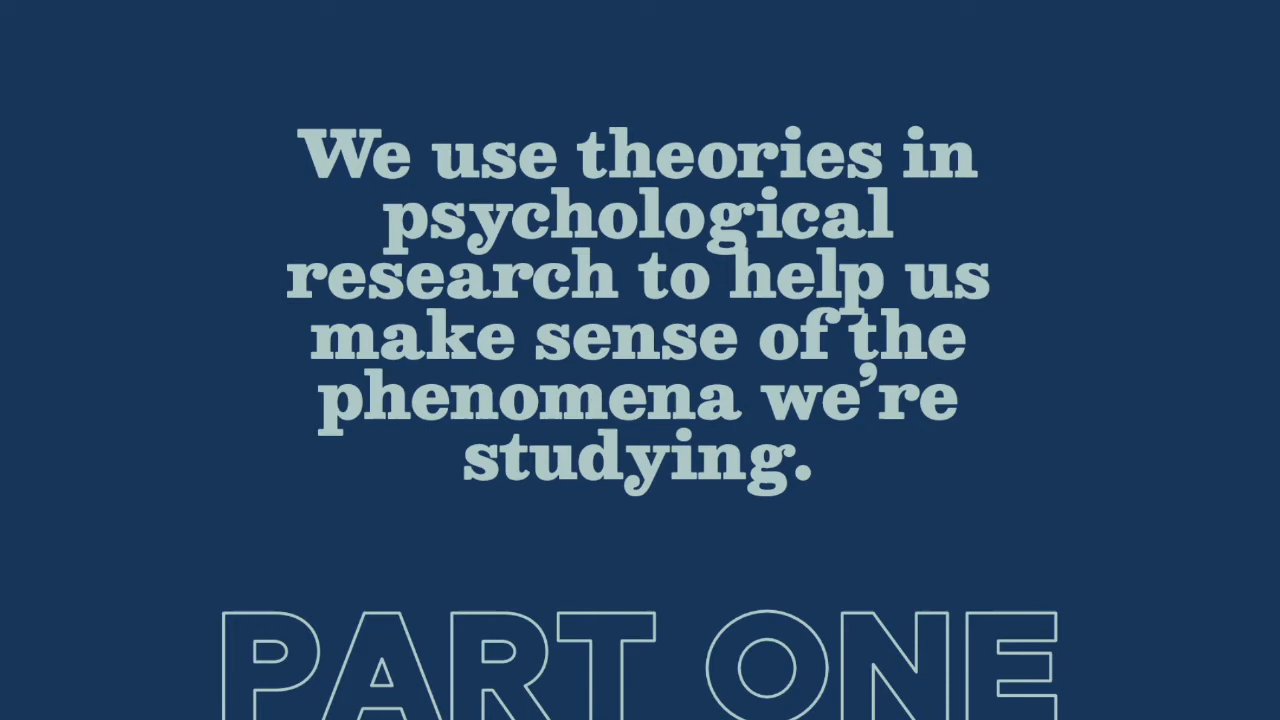 We use theories in
psychological
research to help us
make sense of the
phenomena we're
studying.
PART ONE